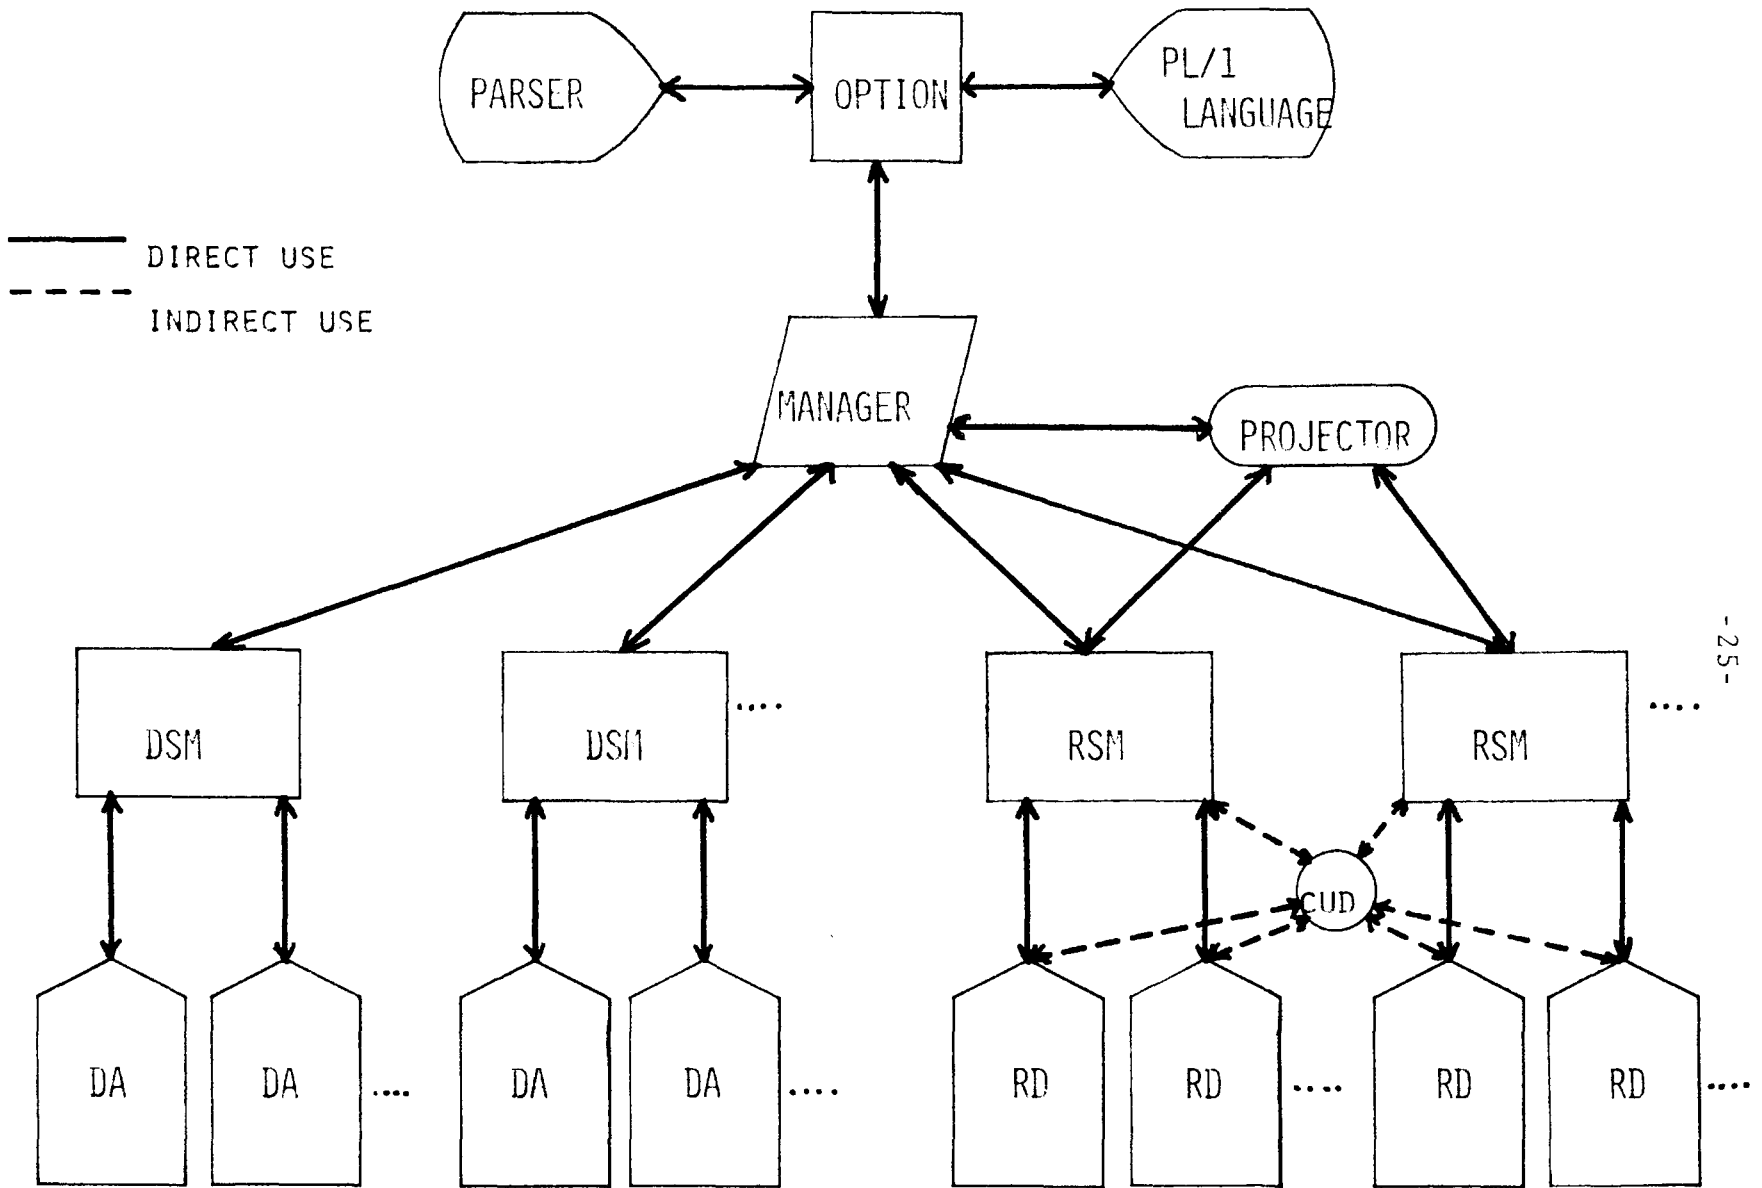 PARSER
OPTION
PL/1
LANGUAGE
DIRECT USE
INDIRECT USE
MANAGER
PROJECTOR
-25-
DSM
DSM
....
RSM
RSM
....
CUD
DA
DA
....
DA
DA
....
RD
RD
....
RD
RD
....